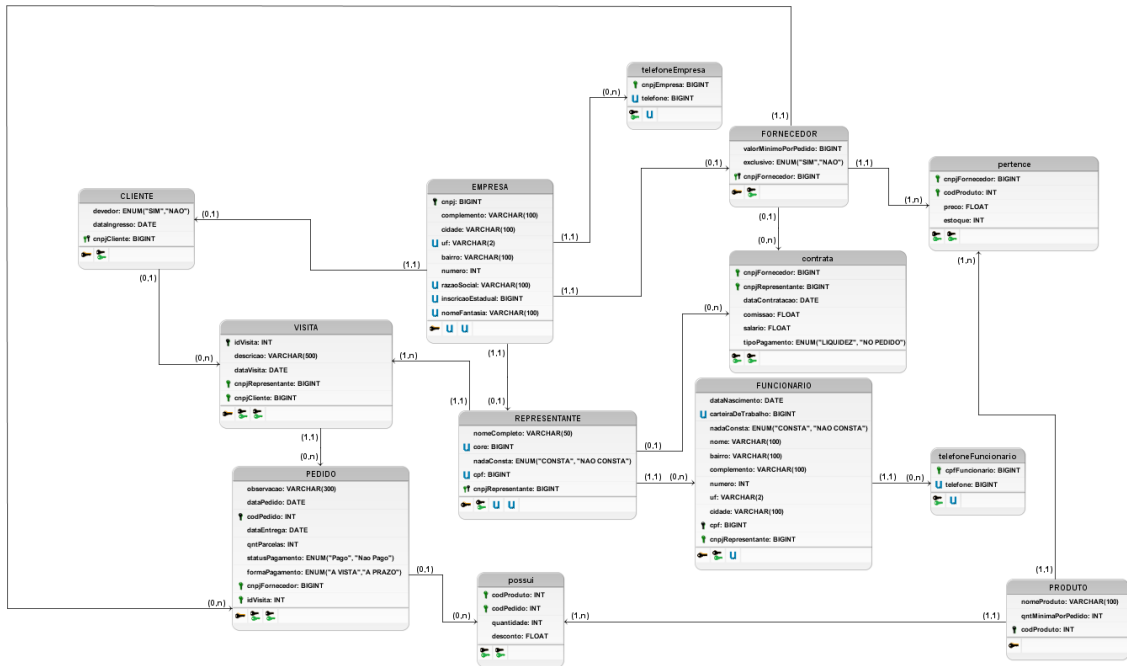 telefoneEmpresa
cnpjEmpresa: BIGINT
telefone: BIGINT
(0,n)
(1,1)
FORNECEDOR
valorMinimoPorPedido: BIGINT
exclusivo: ENUM("SIM","NAO")
cnpjFornecedor: BIGINT
(0,1)
(1,1)
(1,n)
(0,1)
(0,n)
pertence
cnpjFornecedor: BIGINT
codProduto: INT
preco: FLOAT
estoque: INT
(1,n)
CLIENTE
devedor: ENUM("SIM","NAO")
dataIngresso: DATE
cnpjCliente: BIGINT
(0,1)
(0,1)
(1,1)
EMPRESA
cnpj: BIGINT
complemento: VARCHAR(100)
cidade: VARCHAR(100)
uf: VARCHAR(2)
bairro: VARCHAR(100)
numero: INT
razaoSocial: VARCHAR(100)
inscricaoEstadual: BIGINT
nomeFantasia: VARCHAR(100)
(1,1)
(1,1)
(1,1)
(0,1)
contrata
cnpjFornecedor: BIGINT
cnpjRepresentante: BIGINT
dataContratacao: DATE
comissao: FLOAT
salario: FLOAT
tipoPagamento: ENUM("LIQUIDEZ", "NO PEDIDO")
(0,n)
VISITA
idVisita: INT
descricao: VARCHAR(500)
dataVisita: DATE
cnpjRepresentante: BIGINT
cnpjCliente: BIGINT
(0,n)
(1,n)
(1,1)
(1,1)
(0,n)
REPRESENTANTE
nomeCompleto: VARCHAR(50)
core: BIGINT
nadaConsta: ENUM("CONSTA", "NAO CONSTA")
cpf: BIGINT
cnpjRepresentante: BIGINT
(0,1)
(1,1)
(0,n)
FUNCIONARIO
dataNascimento: DATE
carteiraDeTrabalho: BIGINT
nadaConsta: ENUM("CONSTA", "NAO CONSTA")
nome: VARCHAR(100)
bairro: VARCHAR(100)
complemento: VARCHAR(100)
numero: INT
uf: VARCHAR(2)
cidade: VARCHAR(100)
cpf: BIGINT
cnpjRepresentante: BIGINT
(1,1)
(0,n)
telefoneFuncionario
cpfFuncionario: BIGINT
telefone: BIGINT
PEDIDO
observacao: VARCHAR(300)
dataPedido: DATE
codPedido: INT
dataEntrega: DATE
qntParcelas: INT
statusPagamento: ENUM("Pago", "Nao Pago")
formaPagamento: ENUM("A VISTA","A PRAZO")
cnpjFornecedor: BIGINT
idVisita: INT
(0,n)
(0,1)
(0,n)
possui
codProduto: INT
codPedido: INT
quantidade: INT
desconto: FLOAT
(1,n)
(1,1)
(1,1)
PRODUTO
nomeProduto: VARCHAR(100)
qntMinimaPorPedido: INT
codProduto: INT